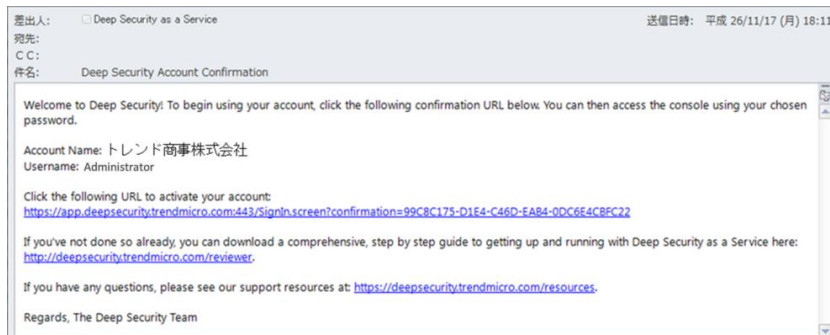 差出人: Deep Security as a Service 送信日時: 平成 26/11/17 (月) 18:11
宛先:
CC:
件名: Deep Security Account Confirmation
Welcome to Deep Security! To begin using your account, click the following confirmation URL below. You can then access the console using your chosen
password.
Account Name: トレンド商事株式会社
Username: Administrator
Click the following URL to activate your account:
https://app.deepsecurity.trendmicro.com:443/SignIn.screen?confirmation=99C8C175-D1E4-C46D-EAB4-0DC6E4CBFC22
If you've not done so already, you can download a comprehensive, step by step guide to getting up and running with Deep Security as a Service here:
http://deepsecurity.trendmicro.com/reviewer.
If you have any questions, please see our support resources at: https://deepsecurity.trendmicro.com/resources.
Regards, The Deep Security Team